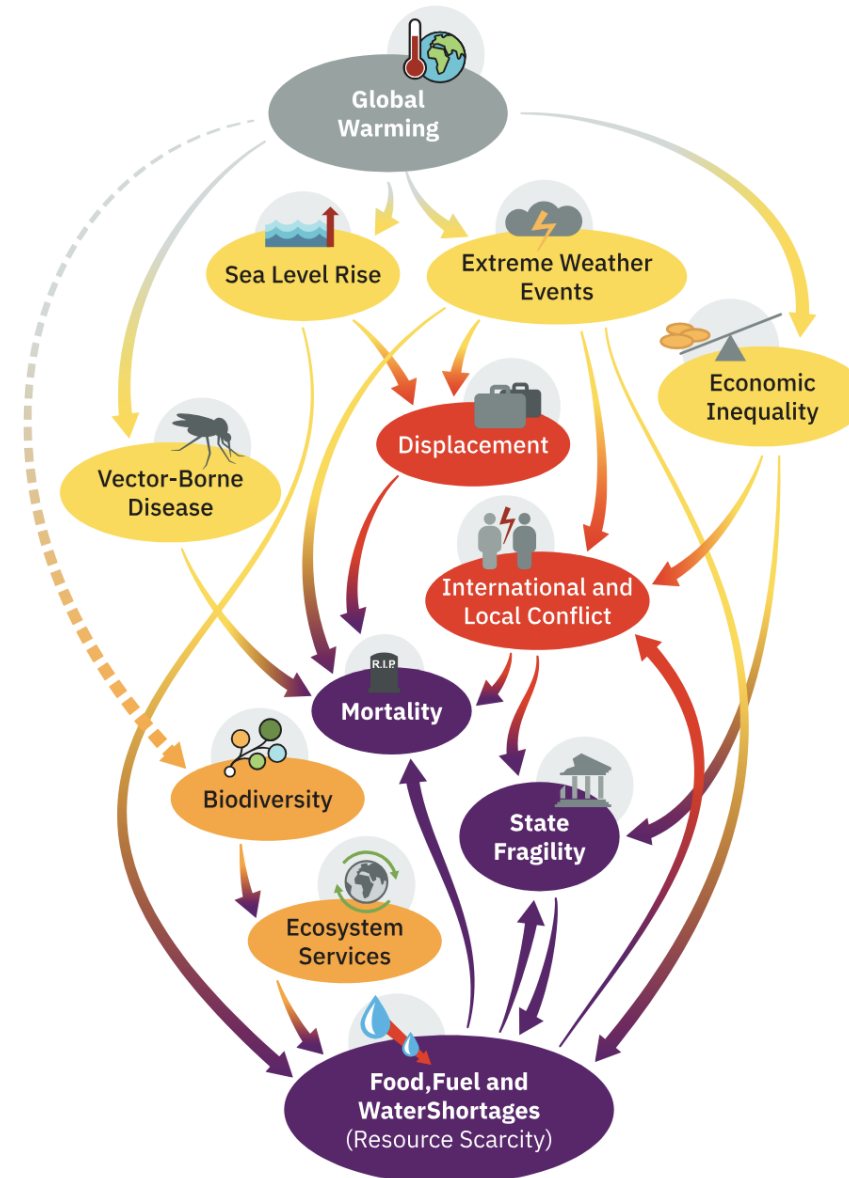 Global
Warming
Sea Level Rise
Extreme Weather
Events
Economic
Inequality
Displacement
Vector-Borne
Disease
International and
Local Conflict
R.I.P.
Mortality
Biodiversity
State
Fragility
Ecosystem
Services
Food,Fuel and
WaterShortages
(Resource Scarcity)